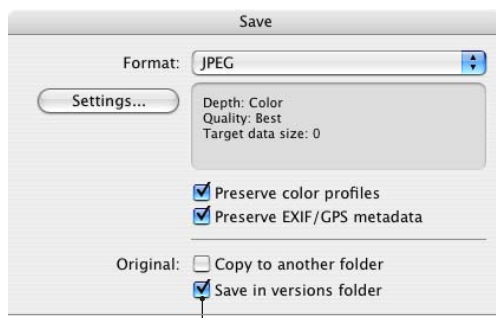 Save
Format: JPEG
Settings...
Depth: Color
Quality: Best
Target data size: 0
Preserve color profiles
Preserve EXIF/GPS metadata
Original: Copy to another folder
Save in versions folder